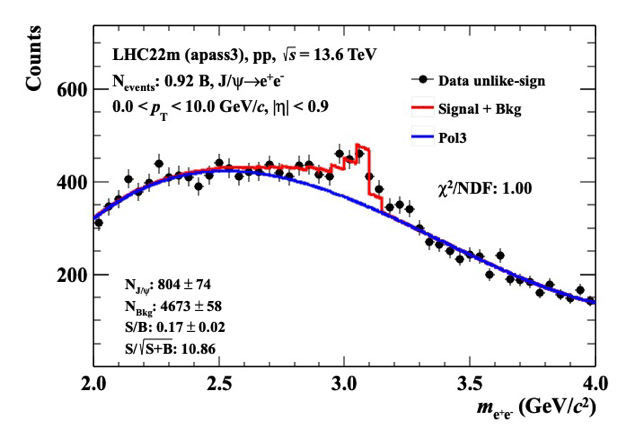 Counts
LHC22m (apass3), pp, √s = 13.6 TeV
N_events: 0.92 B, J/ψ→e⁺e⁻
0.0 < p_T < 10.0 GeV/c, |η| < 0.9
Data unlike-sign
Signal + Bkg
Pol3
χ²/NDF: 1.00
600
400
200
N_J/ψ: 804 ± 74
N_Bkg: 4673 ± 58
S/B: 0.17 ± 0.02
S/√S+B: 10.86
2.0 2.5 3.0 3.5 4.0
m_e⁺e⁻ (GeV/c²)